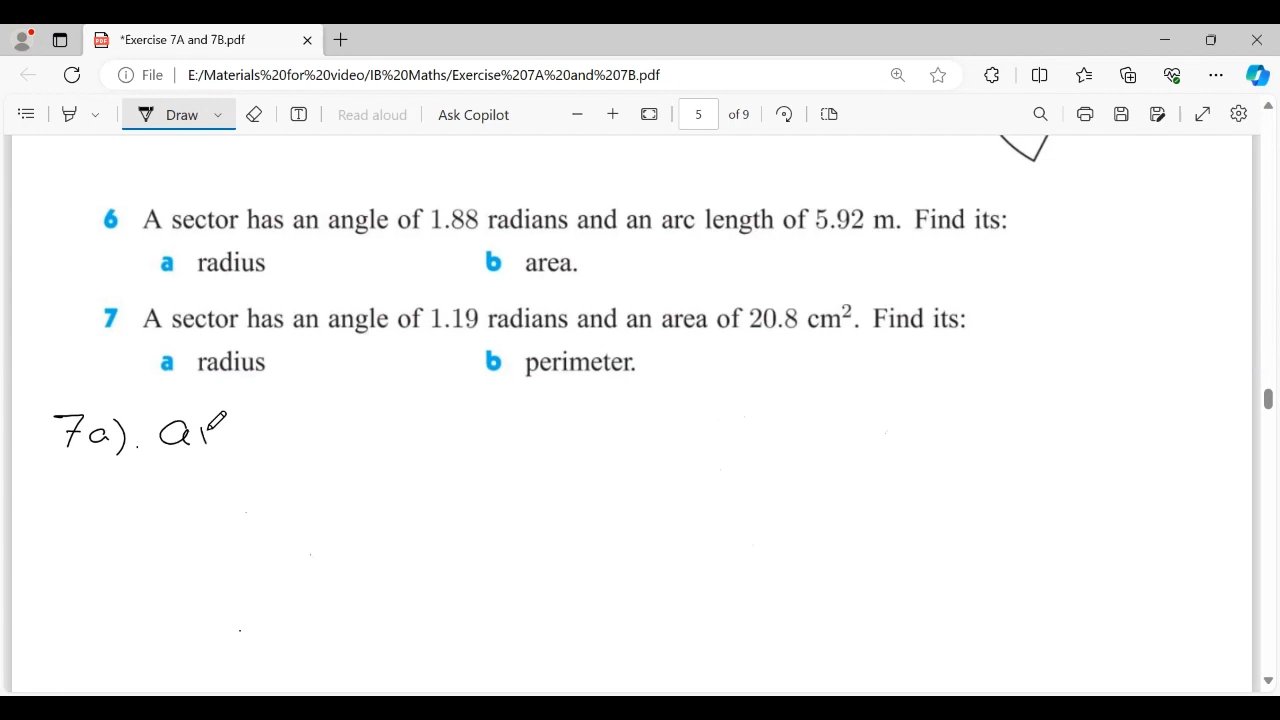 *Exercise 7A and 7B.pdf
File E:/Materials%20for%20video/IB%20Maths/Exercise%207A%20and%207B.pdf
Draw Read aloud Ask Copilot 5 of 9
6 A sector has an angle of 1.88 radians and an arc length of 5.92 m. Find its:
a radius b area.
7 A sector has an angle of 1.19 radians and an area of 20.8 cm². Find its:
a radius b perimeter.
7a).